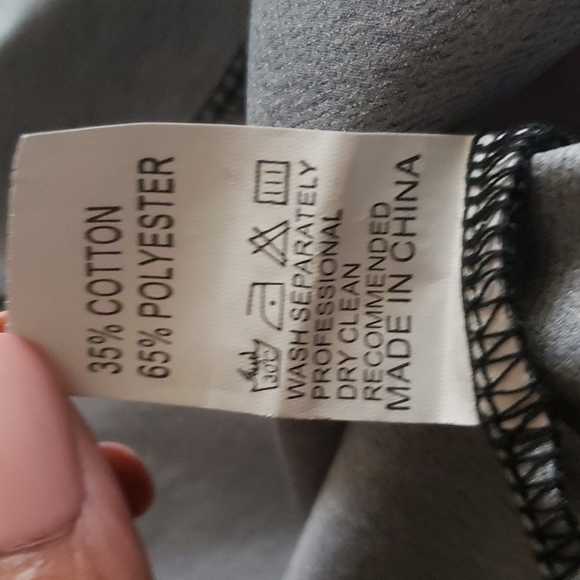 35% COTTON
65% POLYESTER
30°C
WASH SEPARATELY
PROFESSIONAL
DRY CLEAN
RECOMMENDED
MADE IN CHINA